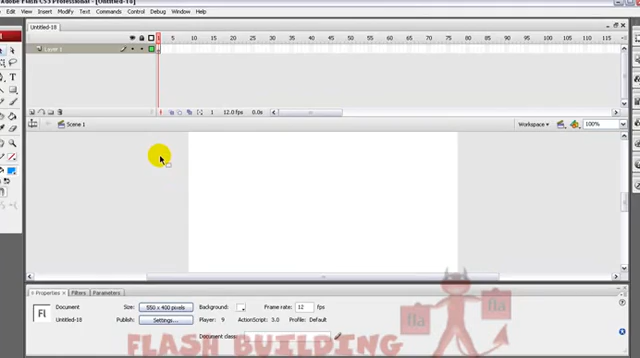 Adobe Flash CS3 - [Untitled-18]
Edit View Insert Modify Text Commands Control Debug Window Help
Untitled-18
1 5 10 15 20 25 30 35 40 45 50 55 60 65 70 75 80 85 90 95 100 105 110 115
Layer 1
1 12.0 fps 0.0s
Scene 1 Workspace 100%
Properties Filters Parameters
Document Size: 550 x 400 pixels Background: Frame rate: 12 fps
Untitled-18 Publish: Settings... Player: 9 ActionScript: 3.0 Profile: Default
Document class:
Fl
fla fla
FLASH BUILDING